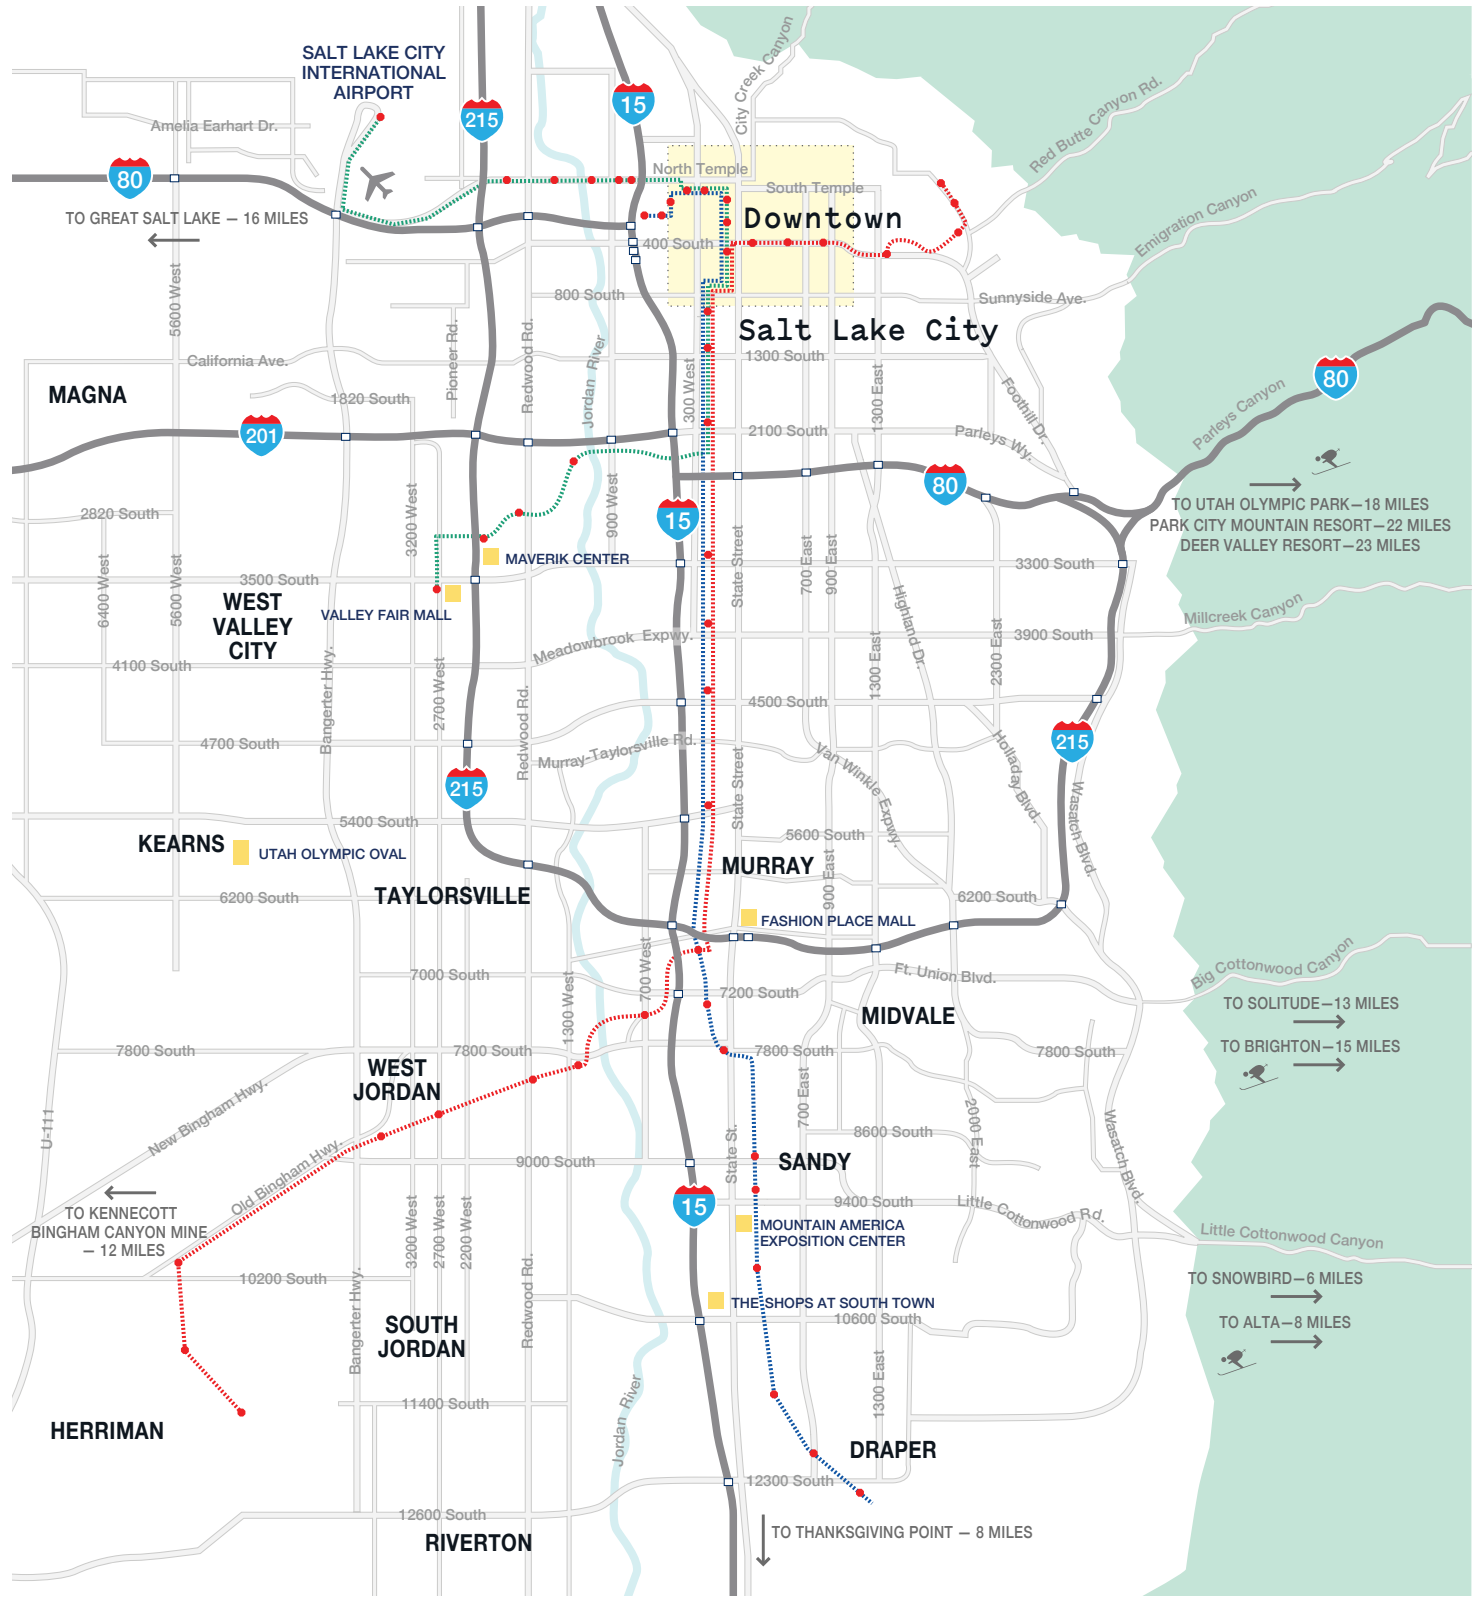 SALT LAKE CITY
INTERNATIONAL
AIRPORT
215
15
City Creek Canyon
Red Butte Canyon Rd.
Amelia Earhart Dr.
80
North Temple
South Temple
TO GREAT SALT LAKE — 16 MILES
Downtown
Emigration Canyon
400 South
5600 West
800 South
Sunnyside Ave.
Salt Lake City
Pioneer Rd.
Redwood Rd.
Jordan River
California Ave.
1300 South
300 West
1300 East
Foothill Dr.
80
MAGNA
1820 South
Parleys Canyon
201
2100 South
Parleys Wy.
80
TO UTAH OLYMPIC PARK—18 MILES
PARK CITY MOUNTAIN RESORT—22 MILES
DEER VALLEY RESORT—23 MILES
2820 South
3200 West
900 West
15
MAVERIK CENTER
State Street
700 East
900 East
3300 South
6400 West
5600 West
3500 South
WEST
VALLEY
CITY
VALLEY FAIR MALL
Highland Dr.
Millcreek Canyon
Meadowbrook Expwy.
1300 East
2300 East
3900 South
4100 South
Bangerter Hwy.
2700 West
Redwood Rd.
4500 South
4700 South
Murray-Taylorsville Rd.
Van Winkle Expwy.
Holladay Blvd.
215
215
State Street
Wasatch Blvd.
5400 South
5600 South
KEARNS
UTAH OLYMPIC OVAL
MURRAY
900 East
6200 South
TAYLORSVILLE
6200 South
FASHION PLACE MALL
7000 South
700 West
1300 West
7200 South
Ft. Union Blvd.
Big Cottonwood Canyon
TO SOLITUDE—13 MILES
MIDVALE
7800 South
7800 South
7800 South
7800 South
TO BRIGHTON—15 MILES
WEST
JORDAN
U-111
New Bingham Hwy.
Old Bingham Hwy.
700 East
2000 East
Wasatch Blvd.
8600 South
State St.
9000 South
SANDY
15
9400 South
Little Cottonwood Rd.
TO KENNECOTT
BINGHAM CANYON MINE
— 12 MILES
3200 West
2700 West
2200 West
MOUNTAIN AMERICA
EXPOSITION CENTER
Little Cottonwood Canyon
10200 South
Bangerter Hwy.
Redwood Rd.
TO SNOWBIRD—6 MILES
THE SHOPS AT SOUTH TOWN
10600 South
TO ALTA—8 MILES
SOUTH
JORDAN
Jordan River
1300 East
11400 South
HERRIMAN
DRAPER
12300 South
12600 South
RIVERTON
TO THANKSGIVING POINT — 8 MILES